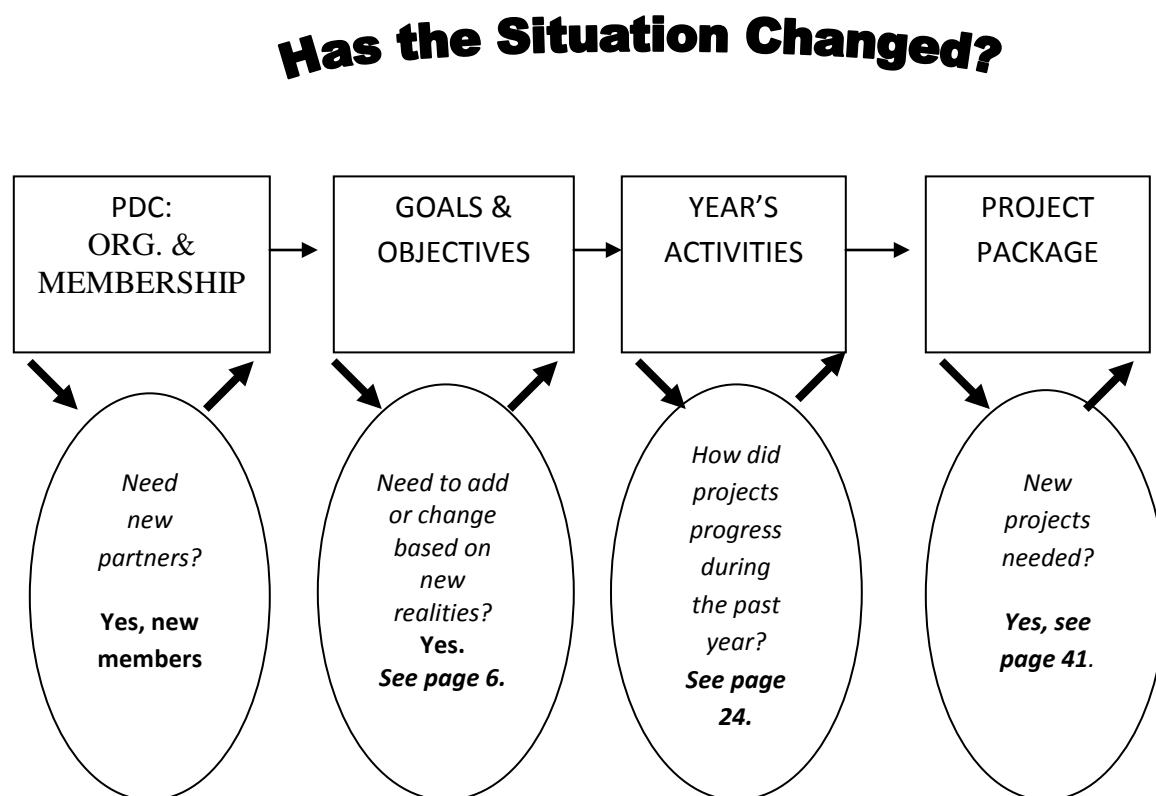 Has the Situation Changed?
PDC:
ORG. &
MEMBERSHIP
GOALS &
OBJECTIVES
YEAR'S
ACTIVITIES
PROJECT
PACKAGE
Need
new
partners?
Yes, new
members
Need to add
or change
based on
new
realities?
Yes.
See page 6.
How did
projects
progress
during
the past
year?
See page
24.
New
projects
needed?
Yes, see
page 41.